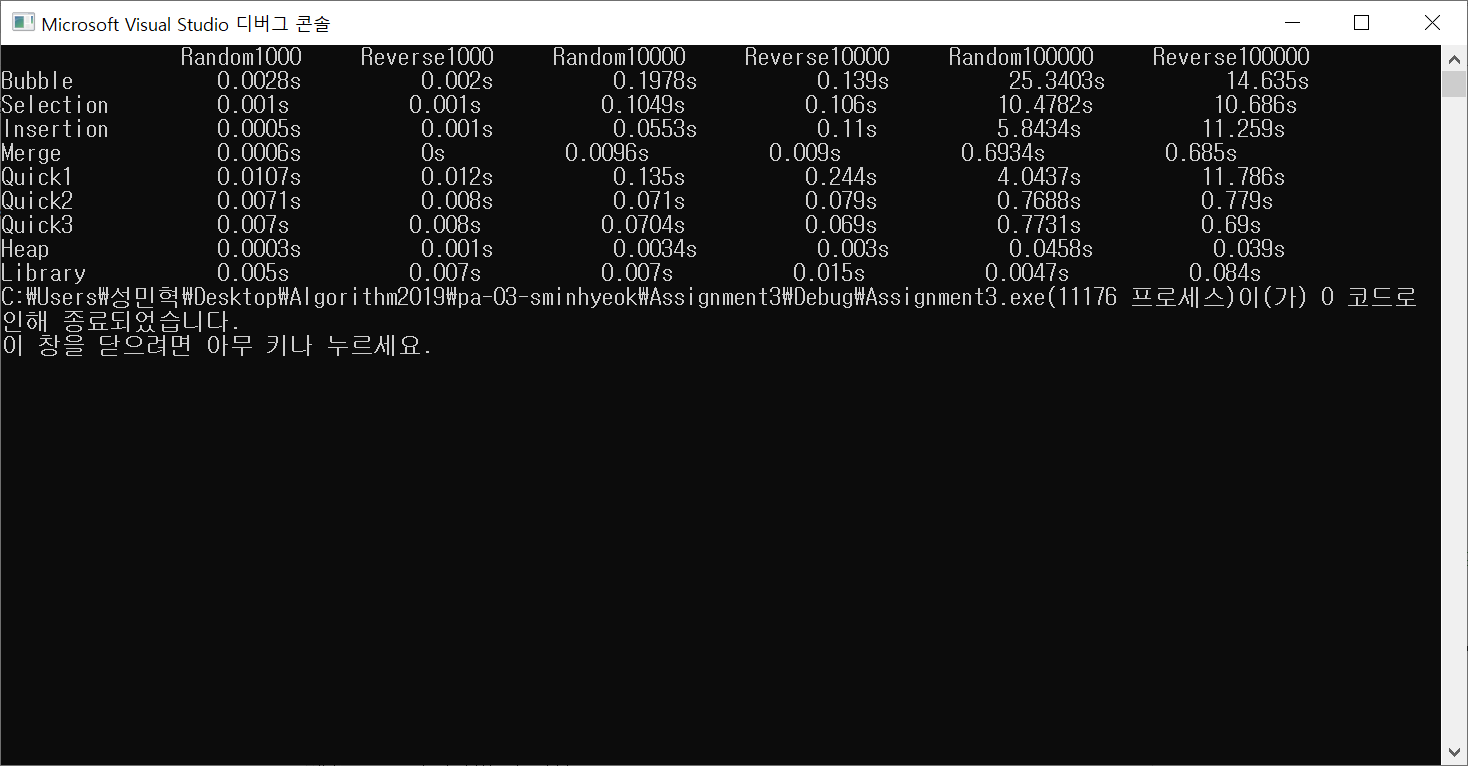 Microsoft Visual Studio 디버그 콘솔
Random1000 Reverse1000 Random10000 Reverse10000 Random100000 Reverse100000
Bubble 0.0028s 0.002s 0.1978s 0.139s 25.3403s 14.635s
Selection 0.001s 0.001s 0.1049s 0.106s 10.4782s 10.686s
Insertion 0.0005s 0.001s 0.0553s 0.11s 5.8434s 11.259s
Merge 0.0006s 0s 0.0096s 0.009s 0.6934s 0.685s
Quick1 0.0107s 0.012s 0.135s 0.244s 4.0437s 11.786s
Quick2 0.0071s 0.008s 0.071s 0.079s 0.7688s 0.779s
Quick3 0.007s 0.008s 0.0704s 0.069s 0.7731s 0.69s
Heap 0.0003s 0.001s 0.0034s 0.003s 0.0458s 0.039s
Library 0.005s 0.007s 0.007s 0.015s 0.0047s 0.084s
C:₩Users₩성민혁₩Desktop₩Algorithm2019₩pa-03-sminhyeok₩Assignment3₩Debug₩Assignment3.exe(11176 프로세스)이(가) 0 코드로
인해 종료되었습니다.
이 창을 닫으려면 아무 키나 누르세요.